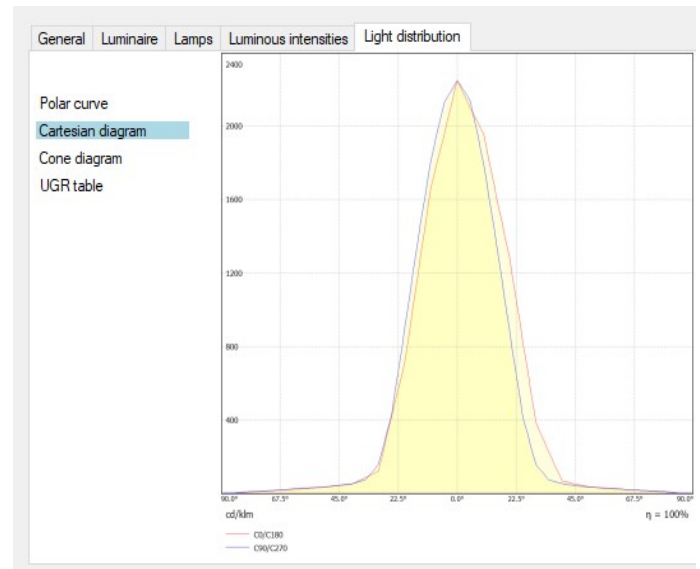 General Luminaire Lamps Luminous intensities Light distribution
Polar curve
Cartesian diagram
Cone diagram
UGR table
2400
2000
1600
1200
800
400
90.0° 67.5° 45.0° 22.5° 0.0° 22.5° 45.0° 67.5° 90.0°
cd/klm η = 100%
C0/C180
C90/C270